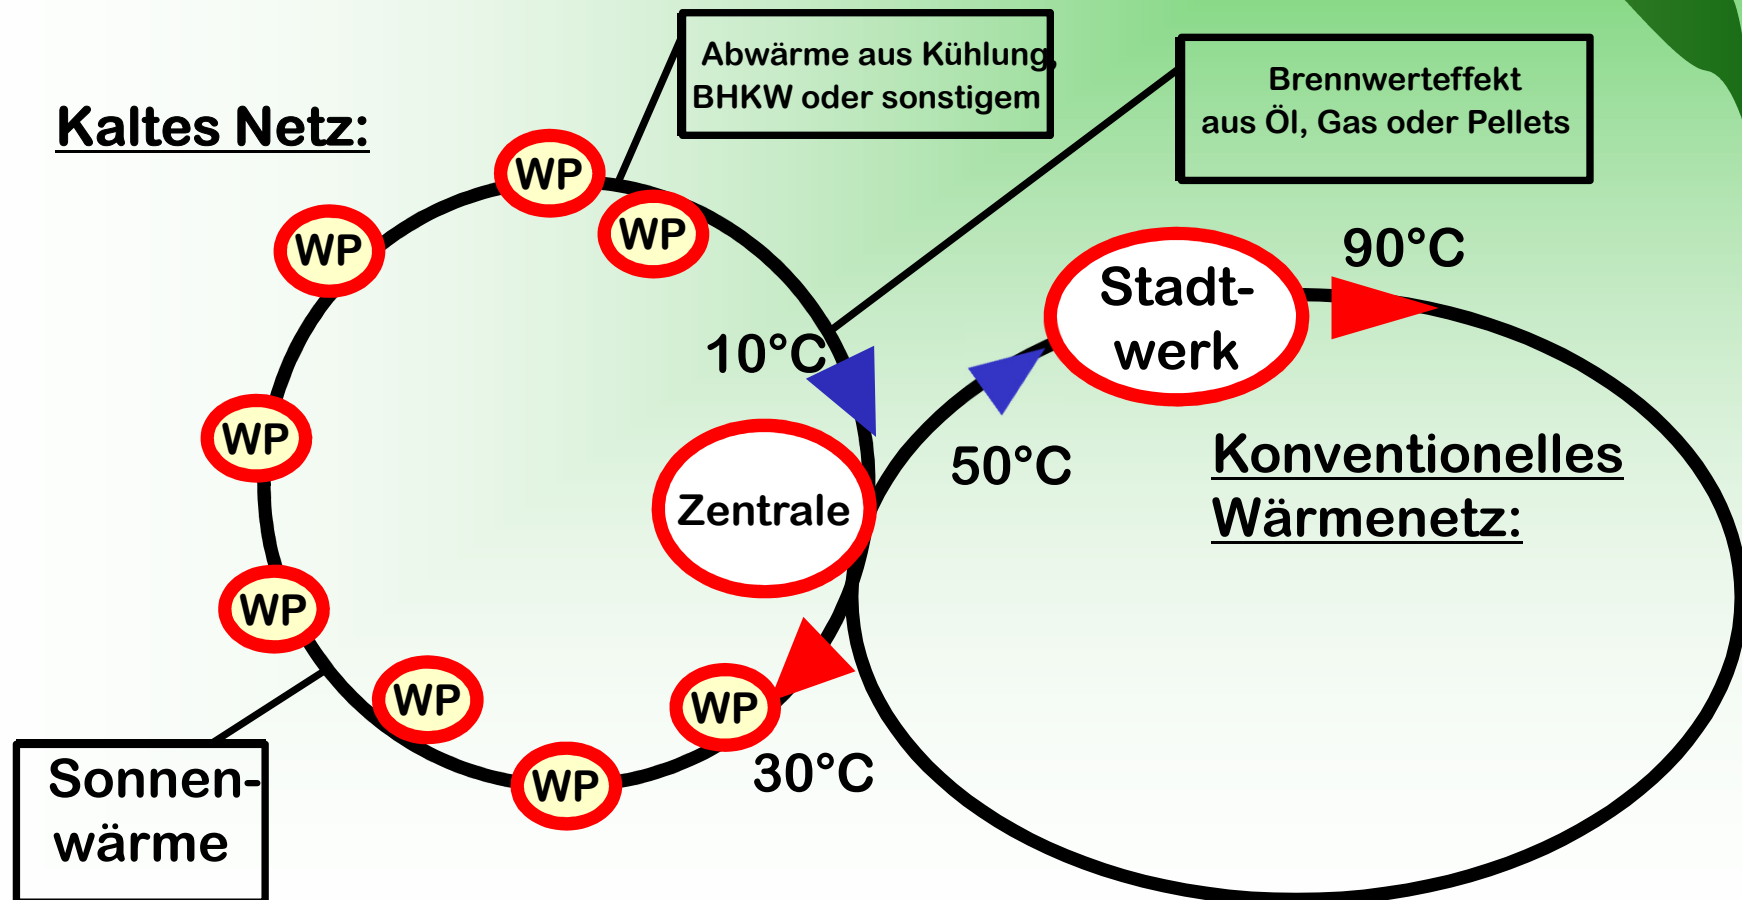 Kaltes Netz:
Abwärme aus Kühlung,
BHKW oder sonstigem
Brennwerteffekt
aus Öl, Gas oder Pellets
WP
WP
WP
WP
WP
WP
WP
WP
10°C
Zentrale
30°C
Sonnen-
wärme
Stadt-
werk
90°C
50°C
Konventionelles
Wärmenetz: